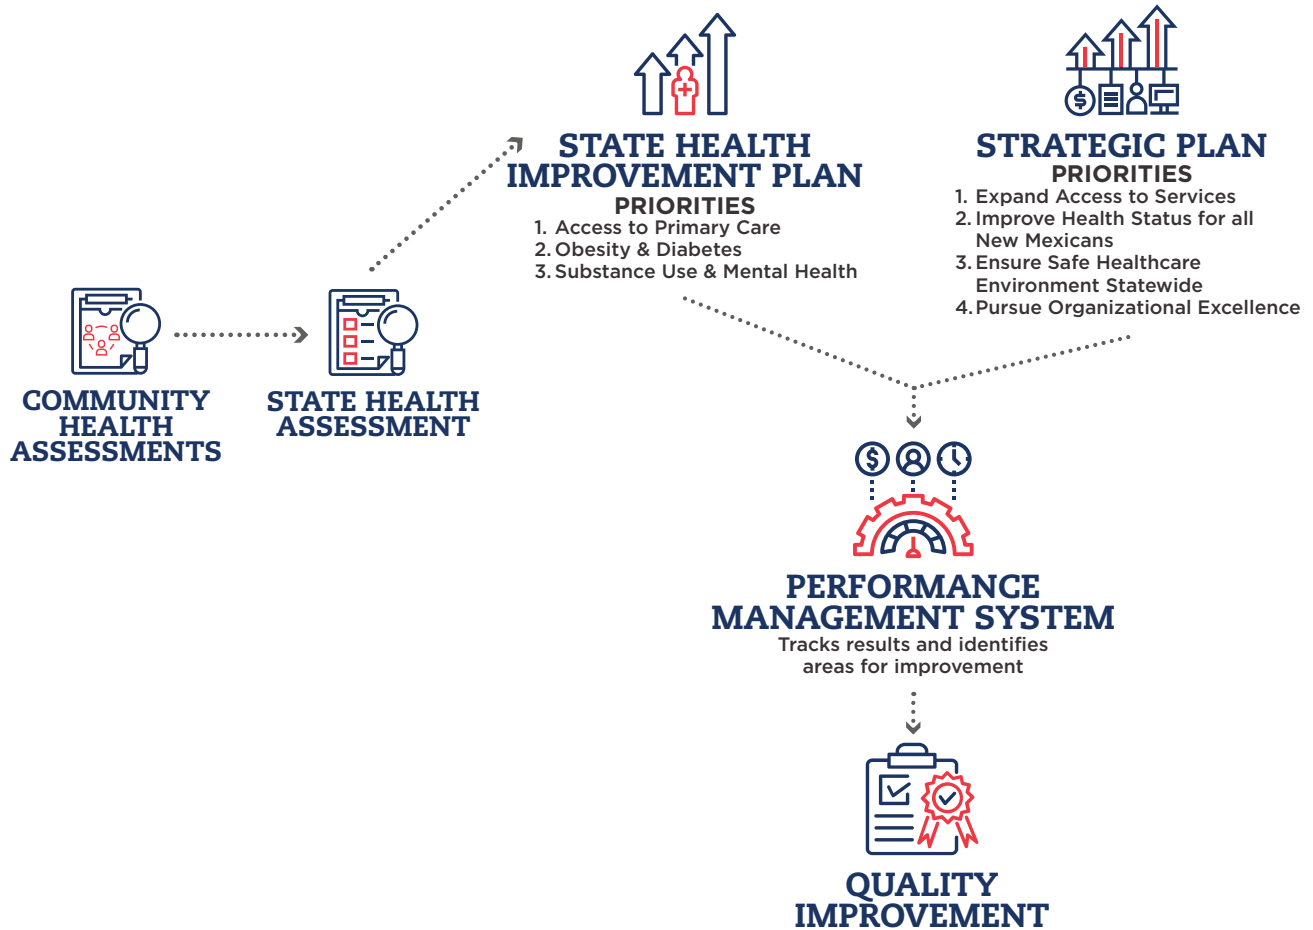 STATE HEALTH
IMPROVEMENT PLAN
PRIORITIES
1. Access to Primary Care
2. Obesity & Diabetes
3. Substance Use & Mental Health
STRATEGIC PLAN
PRIORITIES
1. Expand Access to Services
2. Improve Health Status for all
New Mexicans
3. Ensure Safe Healthcare
Environment Statewide
4. Pursue Organizational Excellence
COMMUNITY
HEALTH
ASSESSMENTS
STATE HEALTH
ASSESSMENT
$
$
PERFORMANCE
MANAGEMENT SYSTEM
Tracks results and identifies
areas for improvement
QUALITY
IMPROVEMENT